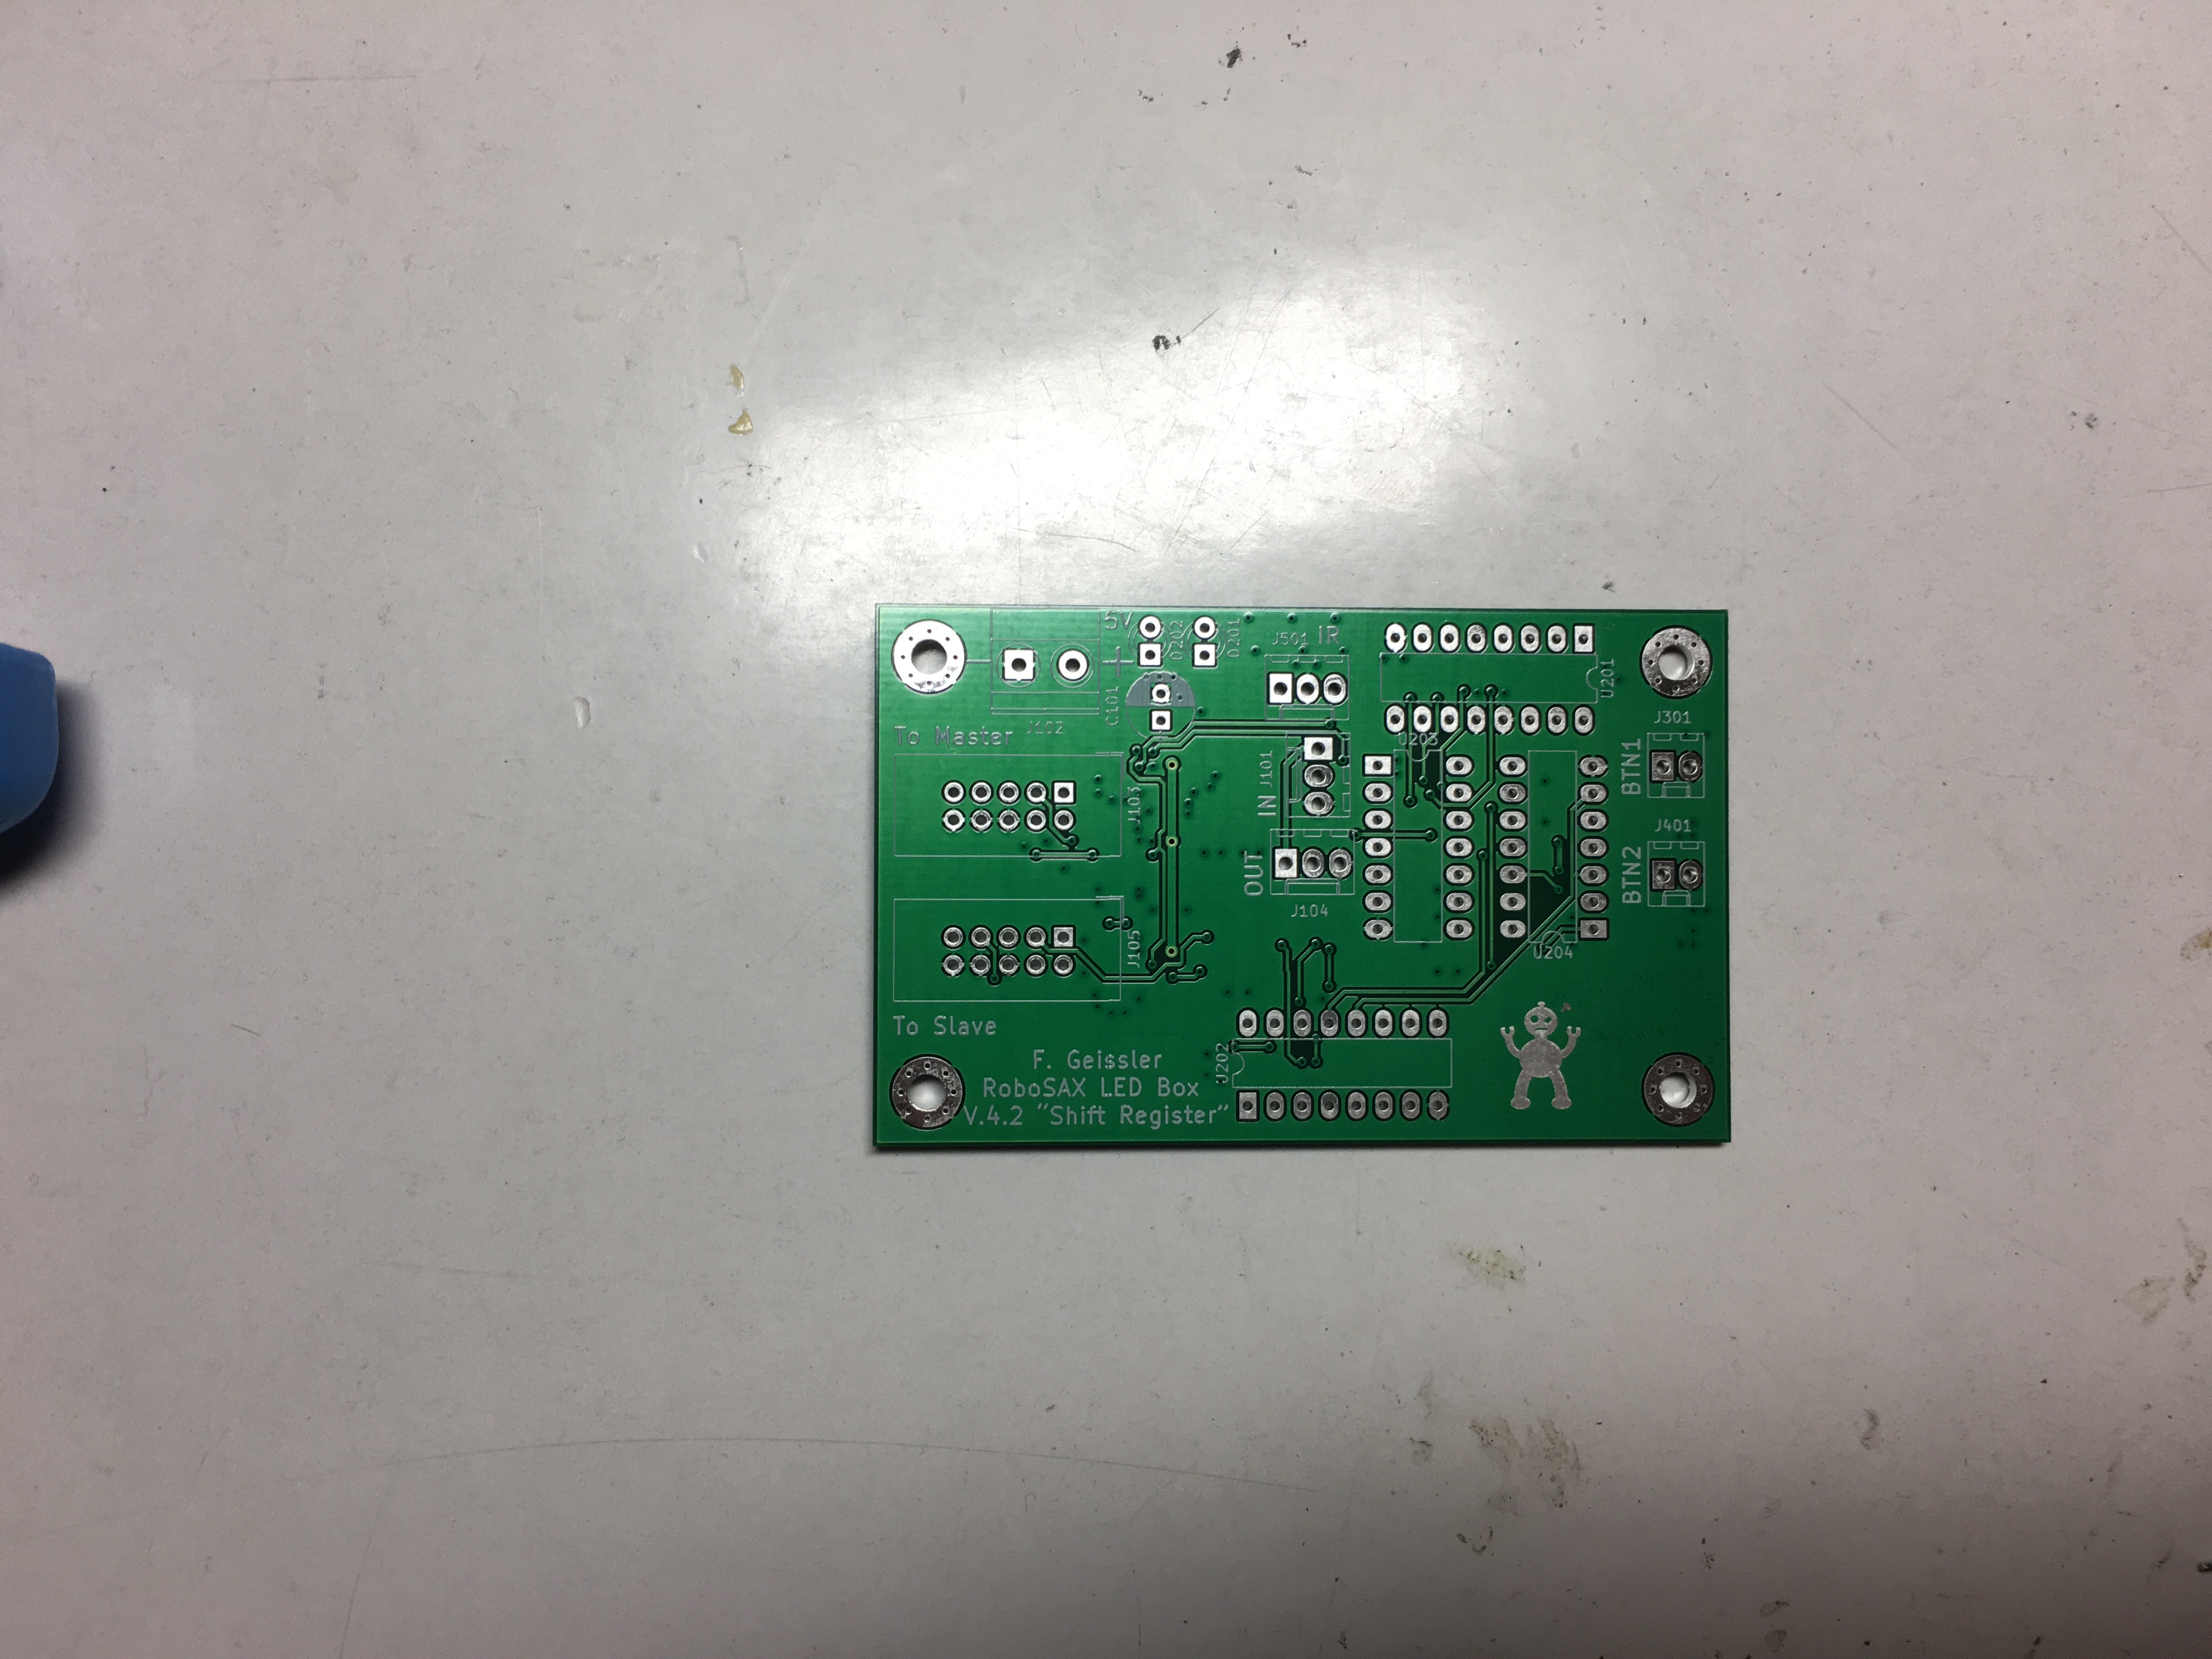 5V
D202
D201
J501 IR
U201
C101
J102
To Master
J301
BTN1
U203
J103
IN J101
J401
BTN2
OUT
J104
J105
U204
To Slave
U202
F. Geissler
RoboSAX LED Box
V.4.2 "Shift Register"